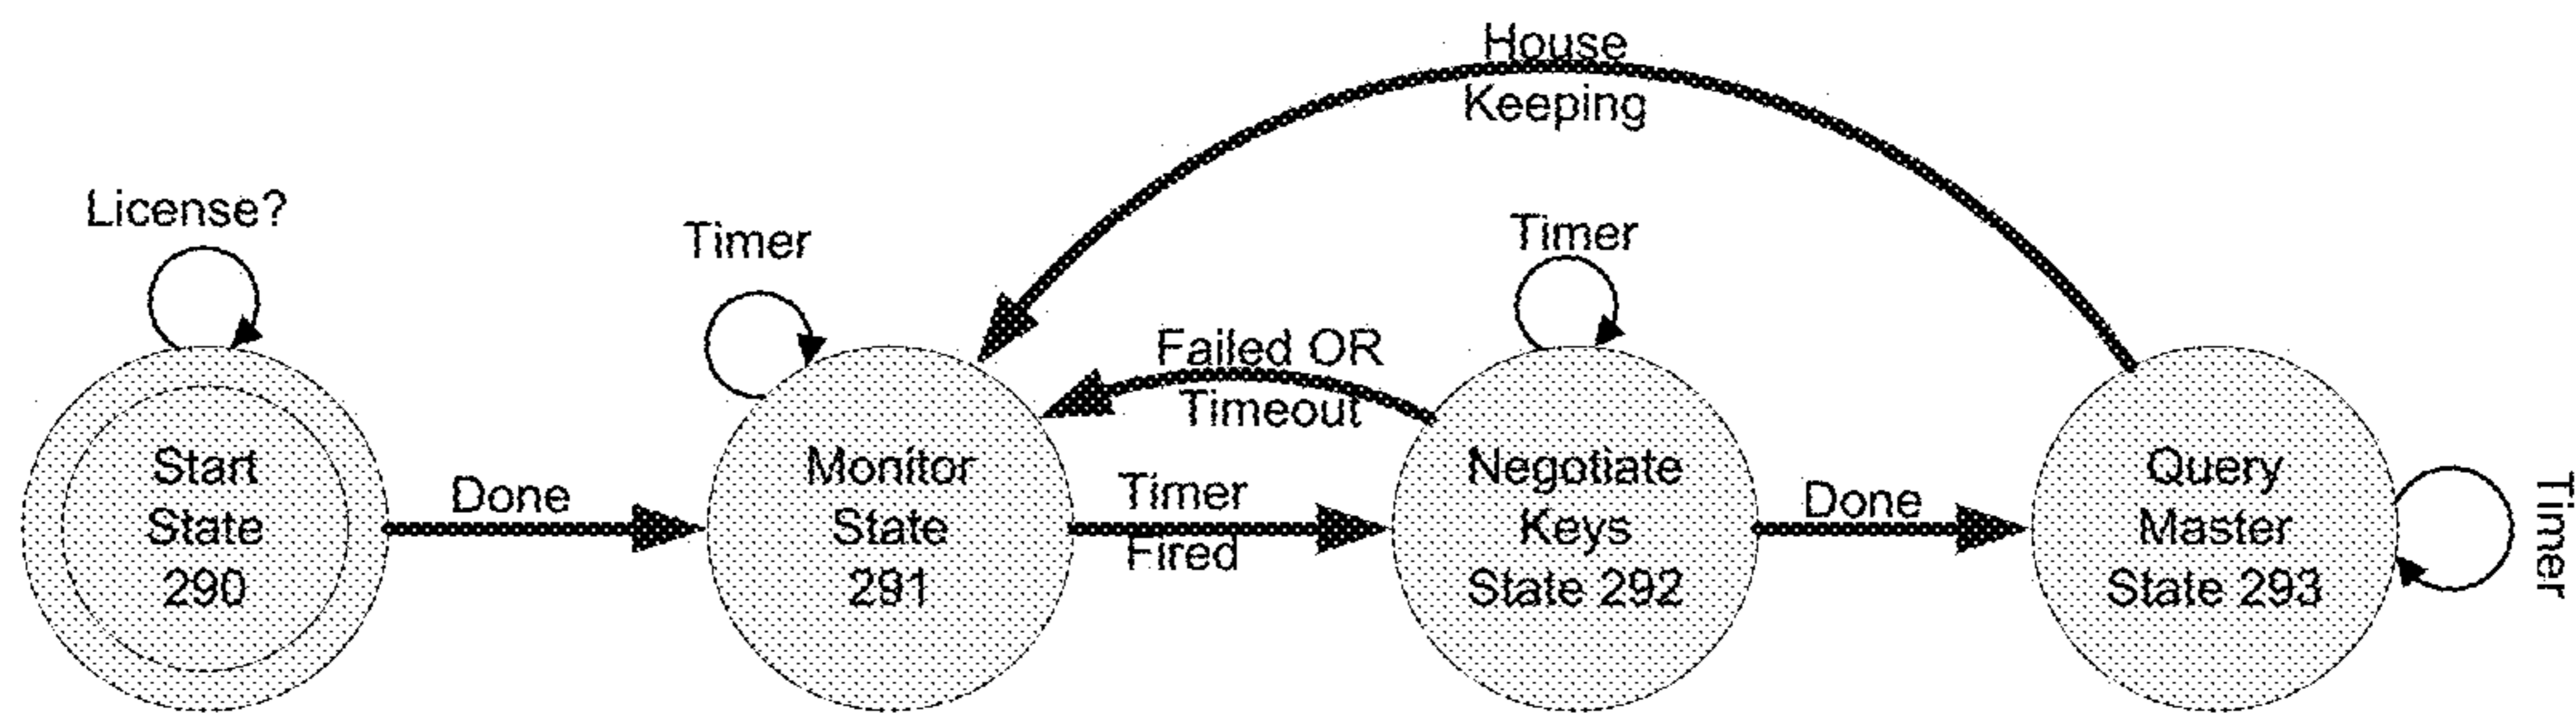 House
Keeping
License?
Timer
Timer
Failed OR
Timeout
Start
State
290
Done
Monitor
State
291
Timer
Fired
Negotiate
Keys
State 292
Done
Query
Master
State 293
Timer